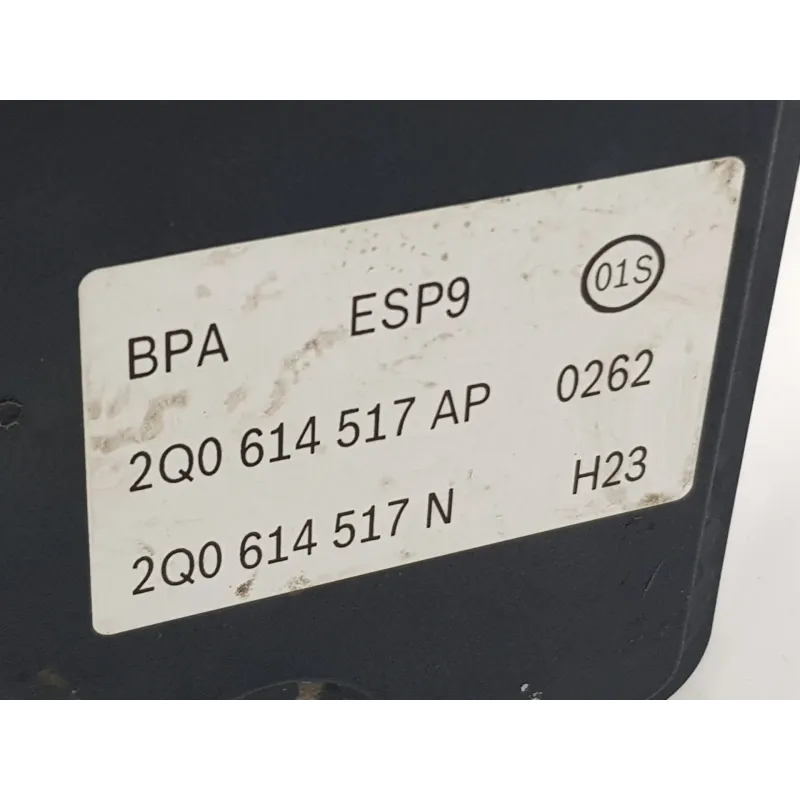 BPA ESP9 01S
2Q0 614 517 AP 0262
2Q0 614 517 N H23